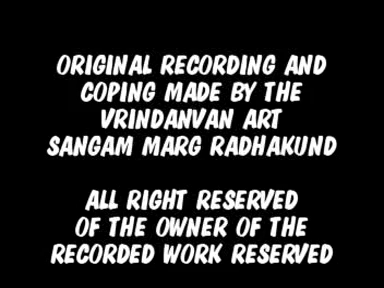 ORIGINAL RECORDING AND
COPING MADE BY THE
VRINDANVAN ART
SANGAM MARG RADHAKUND
ALL RIGHT RESERVED
OF THE OWNER OF THE
RECORDED WORK RESERVED